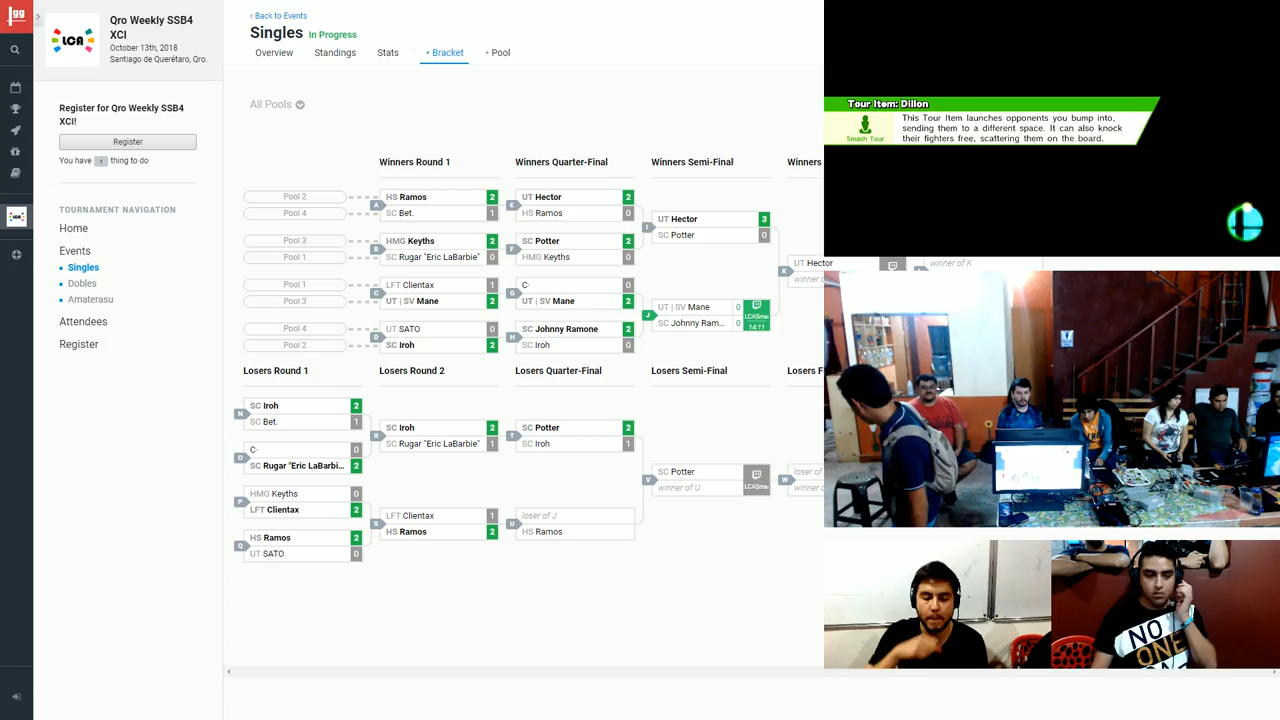 .gg
LCA
Qro Weekly SSB4
XCI
October 13th, 2018
Santiago de Querétaro, Qro.
Register for Qro Weekly SSB4
XCI!
Register
You have 1 thing to do
TOURNAMENT NAVIGATION
Home
Events
Singles
Dobles
Amaterasu
Attendees
Register
‹ Back to Events
Singles In Progress
Overview Standings Stats Bracket Pool
All Pools
Winners Round 1
Pool 2
Pool 4
A
HS Ramos 2
SC Bet. 1
Pool 3
Pool 1
B
HMG Keyths 2
SC Rugar "Eric LaBarbie" 0
Pool 1
Pool 3
C
LFT Clientax 1
UT | SV Mane 2
Pool 4
Pool 2
D
UT SATO 0
SC Iroh 2
Winners Quarter-Final
E
UT Hector 2
HS Ramos 0
F
SC Potter 2
HMG Keyths 0
G
C· 0
UT | SV Mane 2
H
SC Johnny Ramone 2
SC Iroh 0
Winners Semi-Final
I
UT Hector 3
SC Potter 0
J
UT | SV Mane 0
SC Johnny Ram... 0
LCASma
14:11
Winners
K
UT Hector
winner
winner of K
Losers Round 1
N
SC Iroh 2
SC Bet. 1
O
C· 0
SC Rugar "Eric LaBarbi... 2
P
HMG Keyths 0
LFT Clientax 2
Q
HS Ramos 2
UT SATO 0
Losers Round 2
R
SC Iroh 2
SC Rugar "Eric LaBarbie" 1
S
LFT Clientax 1
HS Ramos 2
Losers Quarter-Final
T
SC Potter 2
SC Iroh 1
U
loser of J
HS Ramos
Losers Semi-Final
V
SC Potter
winner of U
LCASma
Losers F
W
loser of
winner o
Tour Item: Dillon
Smash Tour
This Tour Item launches opponents you bump into,
sending them to a different space. It can also knock
their fighters free, scattering them on the board.
NO
ONE